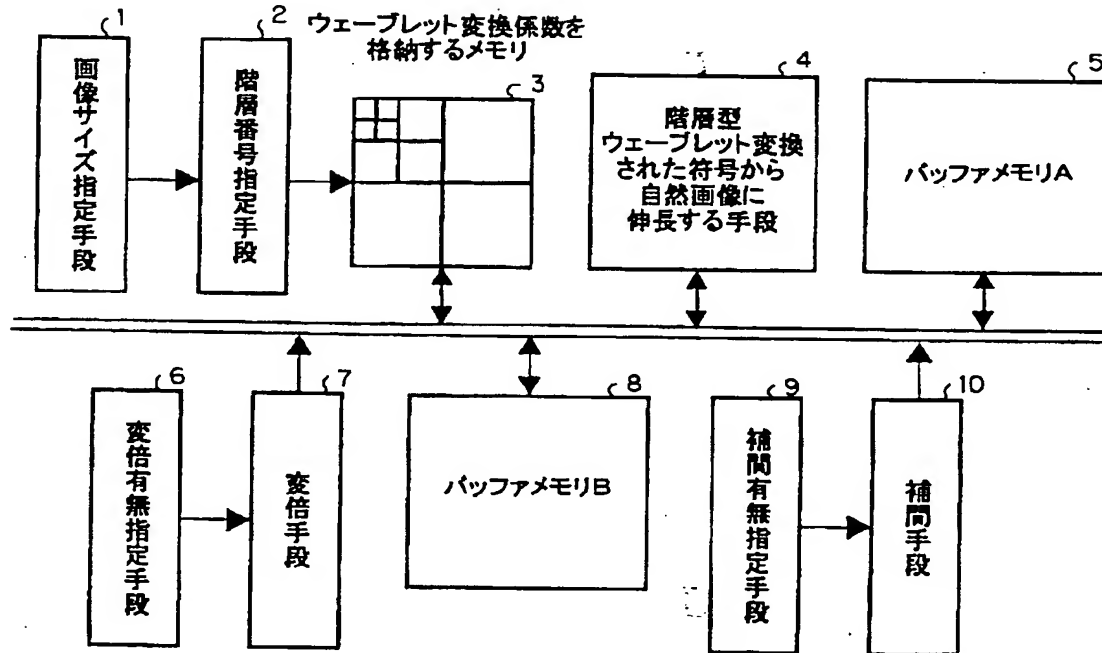 1
画像サイズ指定手段
2
階層番号指定手段
ウェーブレット変換係数を
格納するメモリ
3
4
階層型
ウェーブレット変換
された符号から
自然画像に
伸長する手段
5
バッファメモリA
6
変倍有無指定手段
7
変倍手段
8
バッファメモリB
9
補間有無指定手段
10
補間手段